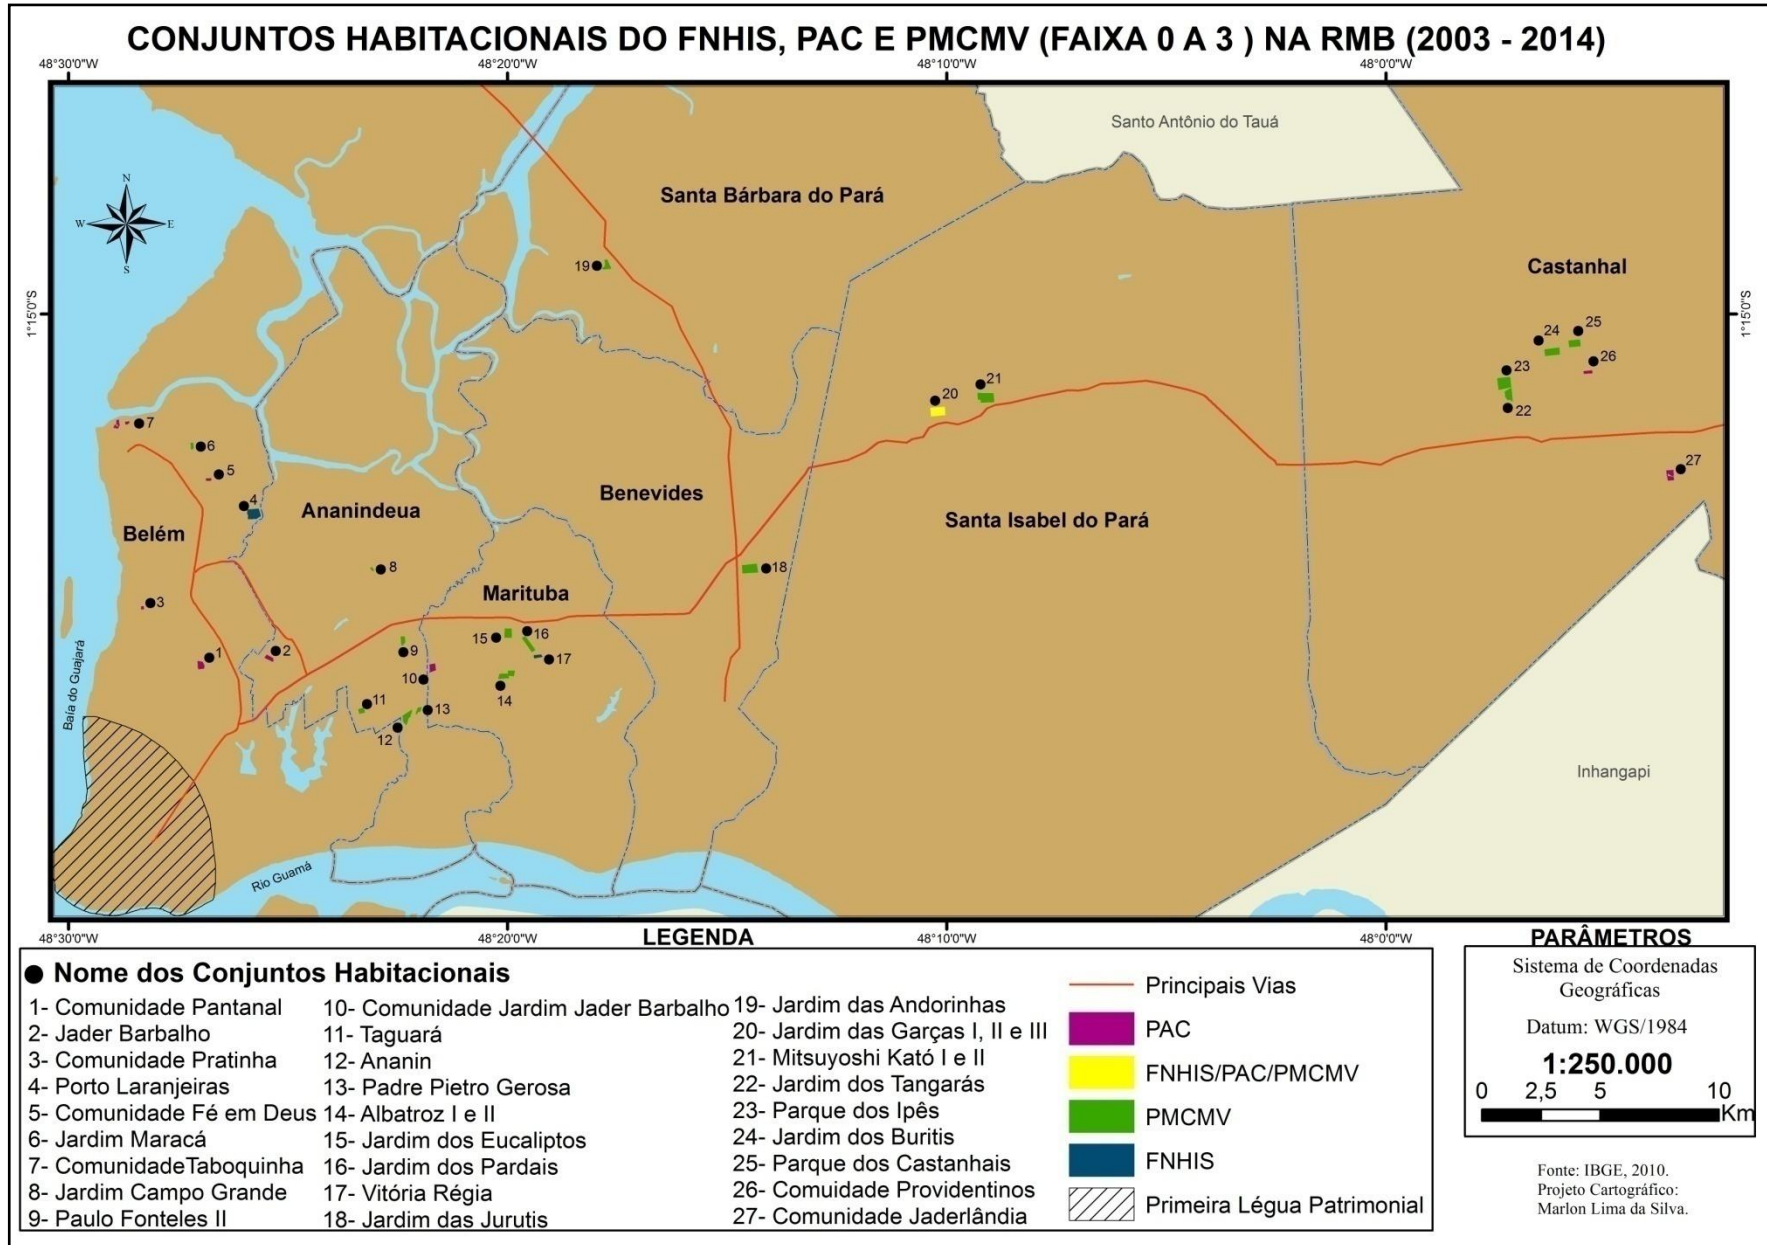 CONJUNTOS HABITACIONAIS DO FNHIS, PAC E PMCMV (FAIXA 0 A 3 ) NA RMB (2003 - 2014)
48°30'0"W
48°20'0"W
48°10'0"W
48°0'0"W
Santo Antônio do Tauá
N
W
E
S
Santa Bárbara do Pará
19
Castanhal
1°15'0"S
1°15'0"S
25
24
26
23
21
20
22
7
6
5
27
4
Benevides
Ananindeua
Santa Isabel do Pará
Belém
8
18
Marituba
3
16
15
9
17
1
2
10
14
11
13
12
Baía do Guajará
Inhangapi
Rio Guamá
48°30'0"W
48°20'0"W
48°10'0"W
48°0'0"W
LEGENDA
Nome dos Conjuntos Habitacionais
1- Comunidade Pantanal
2- Jader Barbalho
3- Comunidade Pratinha
4- Porto Laranjeiras
5- Comunidade Fé em Deus
6- Jardim Maracá
7- ComunidadeTaboquinha
8- Jardim Campo Grande
9- Paulo Fonteles II
10- Comunidade Jardim Jader Barbalho
11- Taguará
12- Ananin
13- Padre Pietro Gerosa
14- Albatroz I e II
15- Jardim dos Eucaliptos
16- Jardim dos Pardais
17- Vitória Régia
18- Jardim das Jurutis
19- Jardim das Andorinhas
20- Jardim das Garças I, II e III
21- Mitsuyoshi Kató I e II
22- Jardim dos Tangarás
23- Parque dos Ipês
24- Jardim dos Buritis
25- Parque dos Castanhais
26- Comuidade Providentinos
27- Comunidade Jaderlândia
Principais Vias
PAC
FNHIS/PAC/PMCMV
PMCMV
FNHIS
Primeira Légua Patrimonial
PARÂMETROS
Sistema de Coordenadas
Geográficas
Datum: WGS/1984
1:250.000
0 2,5 5 10
Km
Fonte: IBGE, 2010.
Projeto Cartográfico:
Marlon Lima da Silva.